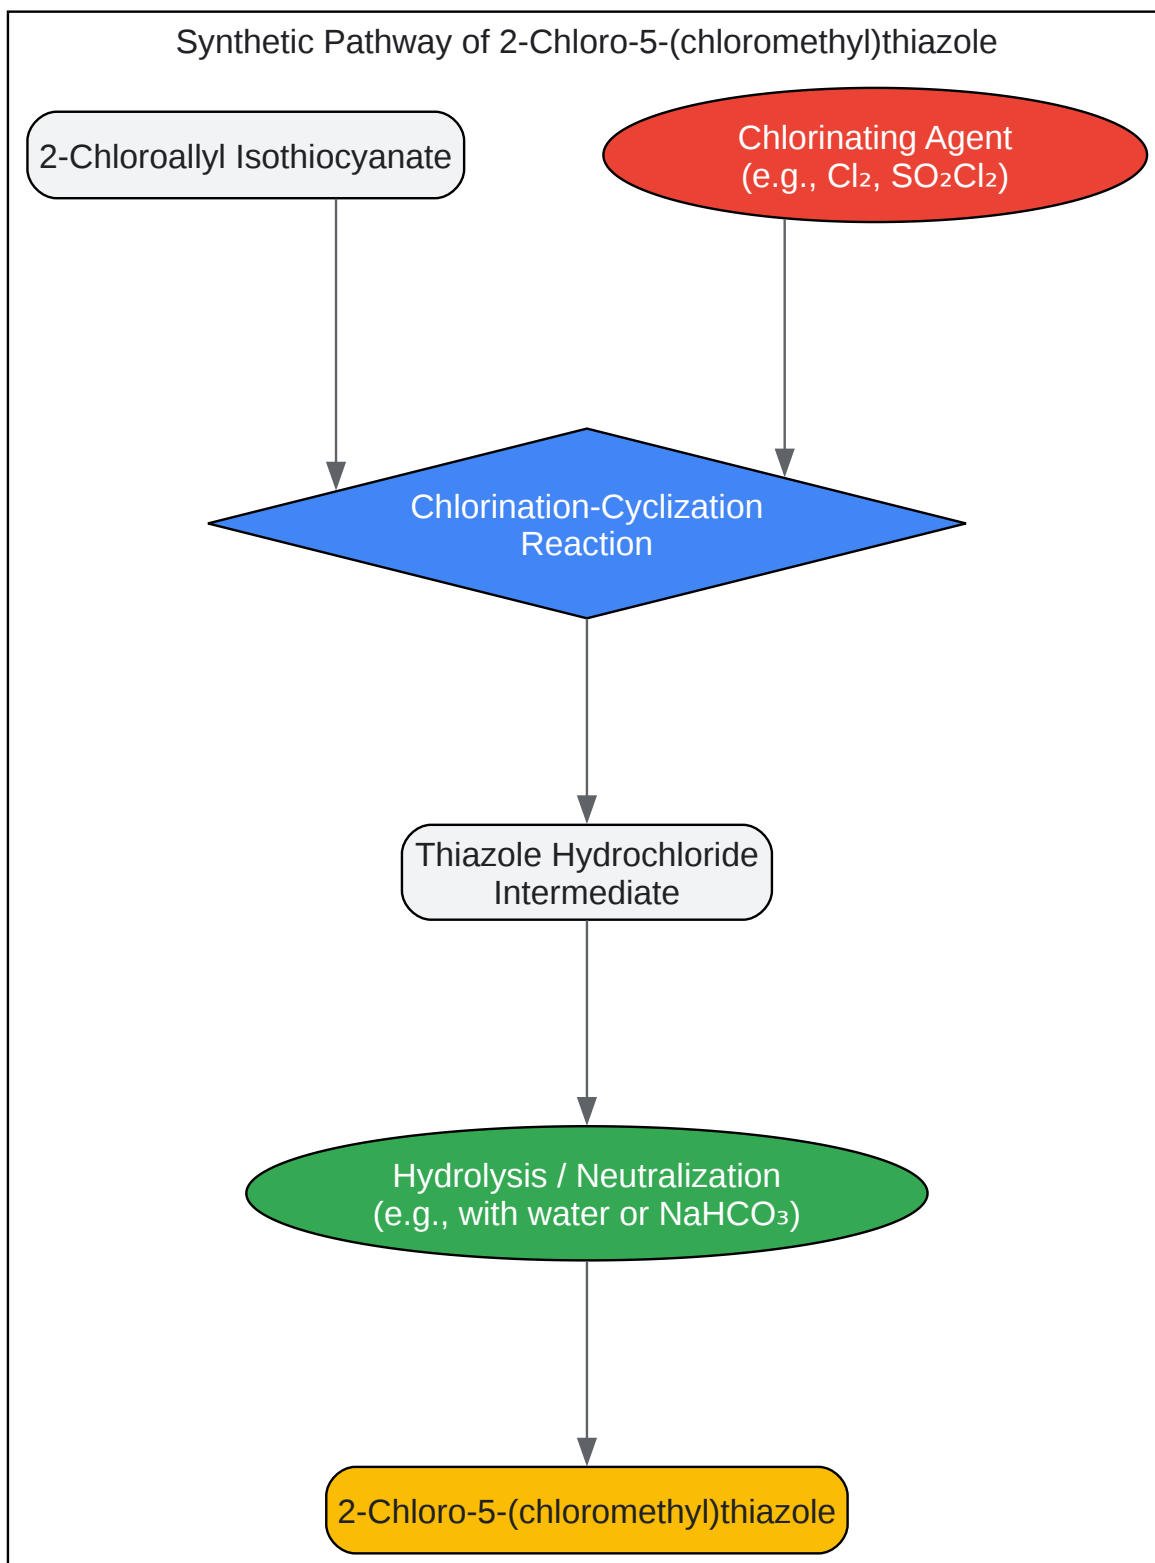 Synthetic Pathway of 2-Chloro-5-(chloromethyl)thiazole
2-Chloroallyl Isothiocyanate
Chlorinating Agent
(e.g., Cl₂, SO₂Cl₂)
Chlorination-Cyclization
Reaction
Thiazole Hydrochloride
Intermediate
Hydrolysis / Neutralization
(e.g., with water or NaHCO₃)
2-Chloro-5-(chloromethyl)thiazole